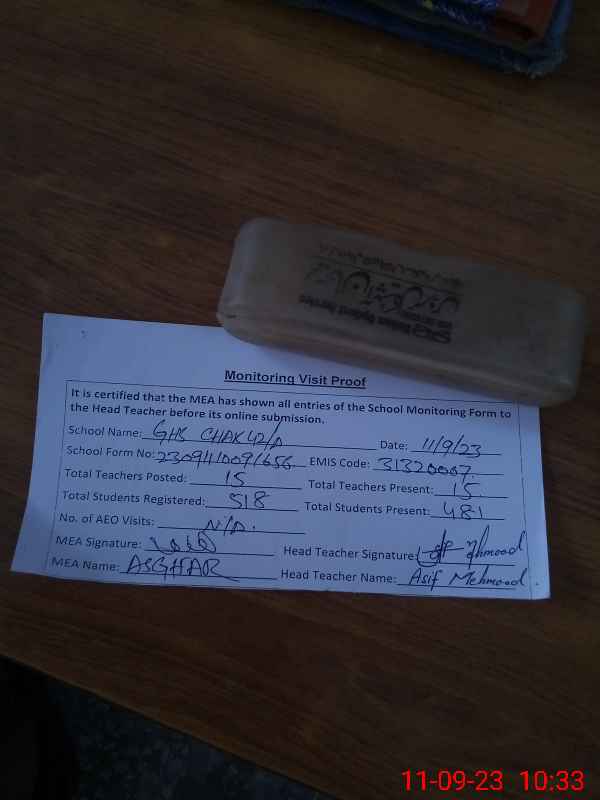 Monitoring Visit Proof
It is certified that the MEA has shown all entries of the School Monitoring Form to
the Head Teacher before its online submission.
School Name: GHS CHAK 42/A Date: 11/9/23
School Form No: EMIS Code: 31320007
Total Teachers Posted: 15 Total Teachers Present: 15
Total Students Registered: 518 Total Students Present: 481
No. of AEO Visits: N/A.
MEA Signature: Head Teacher Signature:
MEA Name: ASGHAR Head Teacher Name: Asif Mehmood
11-09-23 10:33